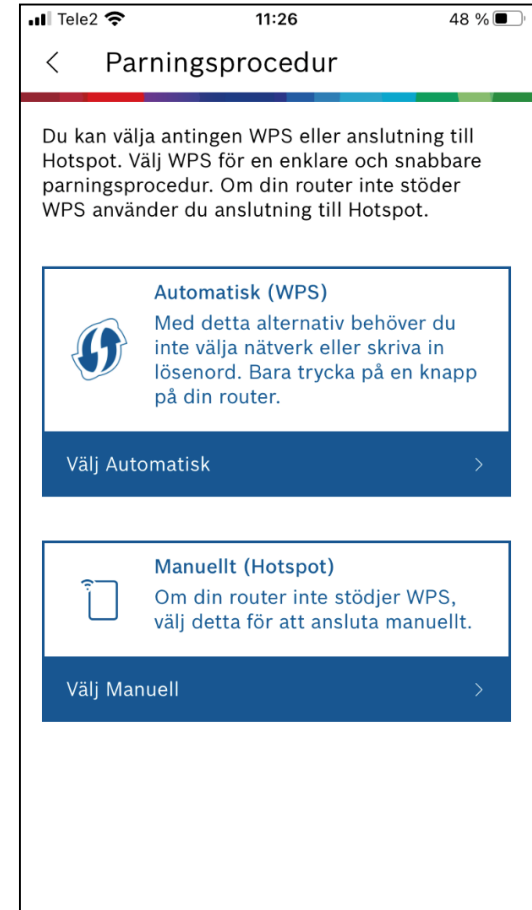 Tele2 11:26 48 %
Parningsprocedur
Du kan välja antingen WPS eller anslutning till
Hotspot. Välj WPS för en enklare och snabbare
parningsprocedur. Om din router inte stöder
WPS använder du anslutning till Hotspot.
Automatisk (WPS)
Med detta alternativ behöver du
inte välja nätverk eller skriva in
lösenord. Bara trycka på en knapp
på din router.
Välj Automatisk
Manuellt (Hotspot)
Om din router inte stödjer WPS,
välj detta för att ansluta manuellt.
Välj Manuell